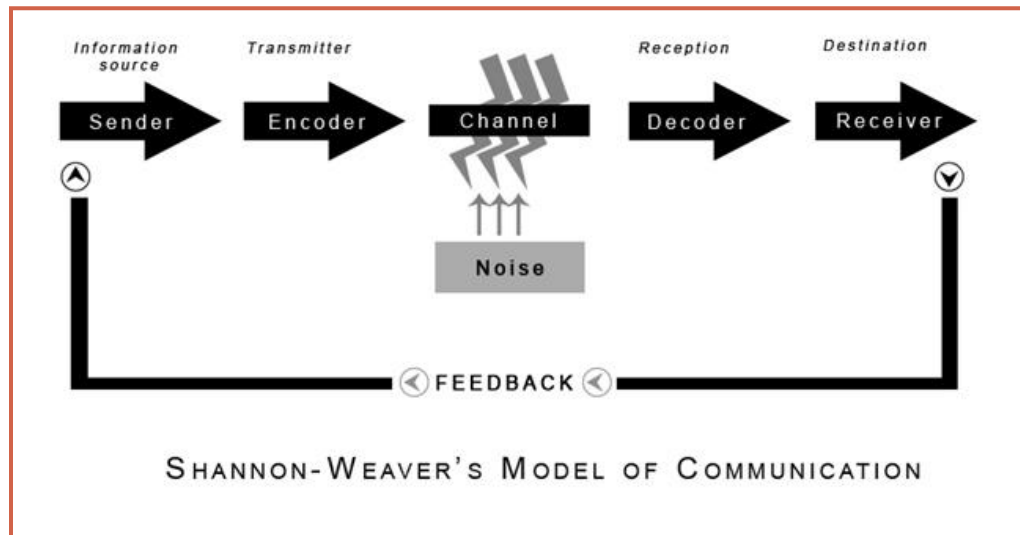 Information
source
Transmitter
Reception
Destination
Sender
Encoder
Channel
Decoder
Receiver
Noise
FEEDBACK
SHANNON-WEAVER'S MODEL OF COMMUNICATION